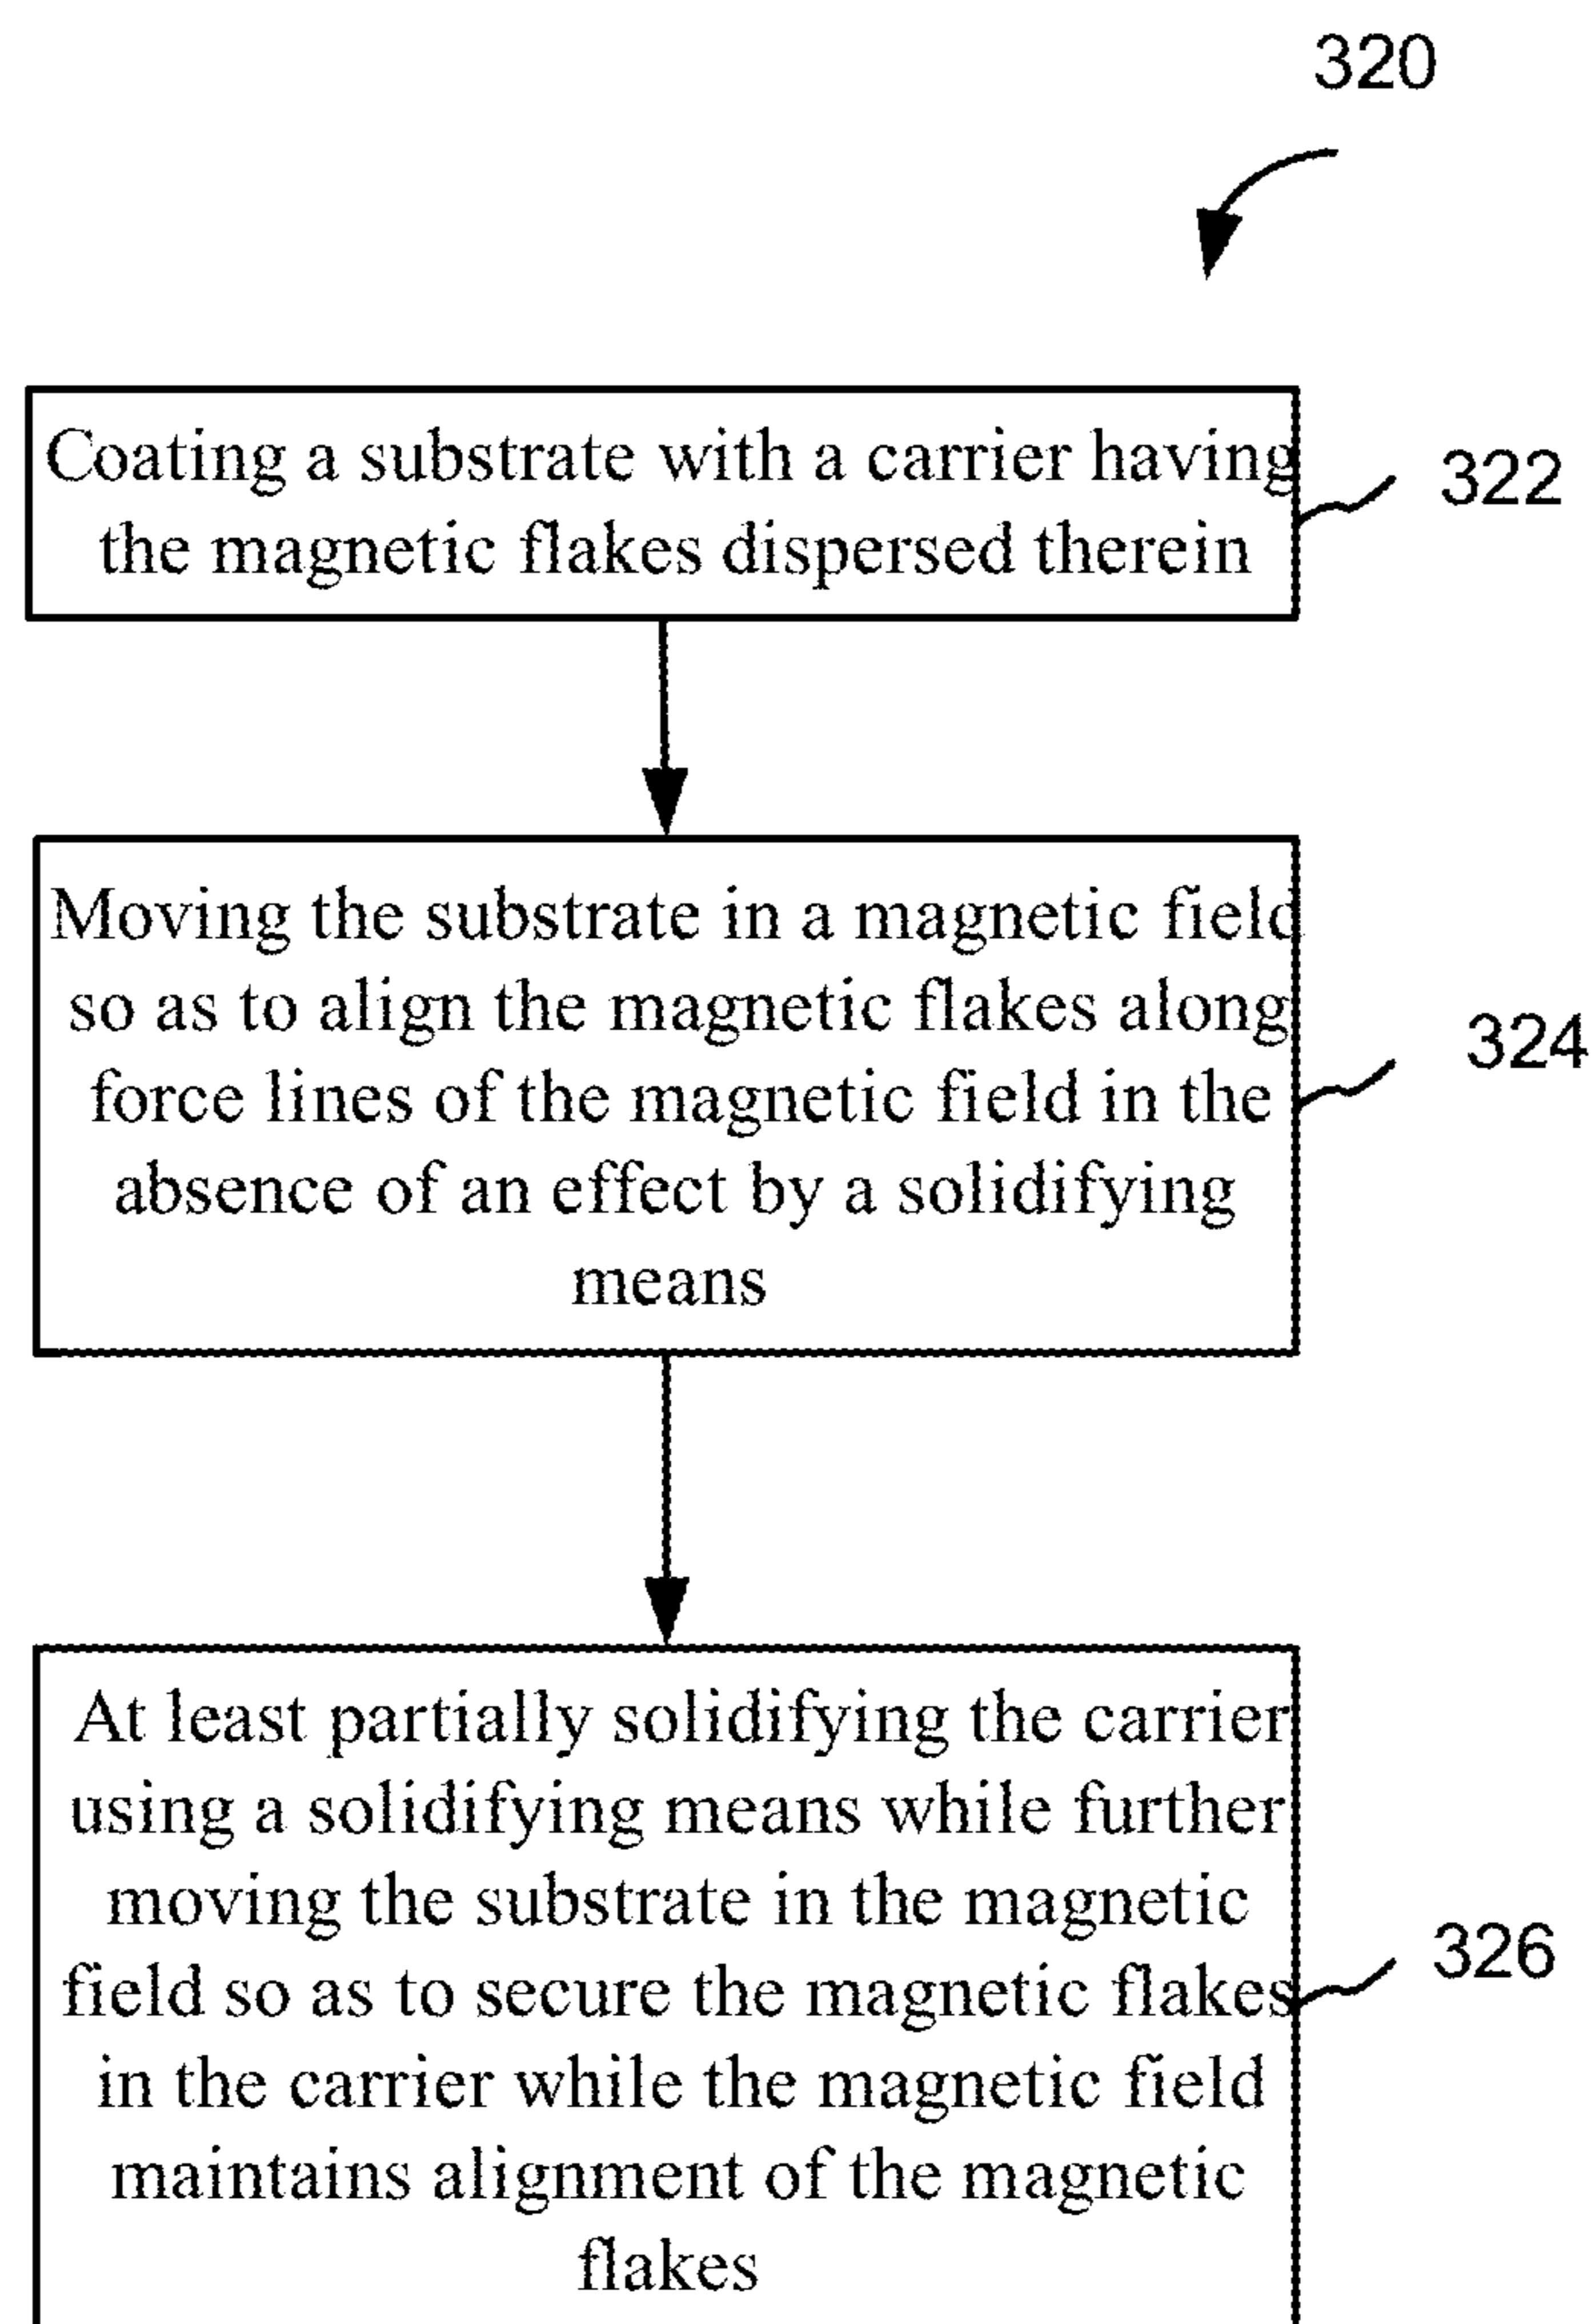 320
Coating a substrate with a carrier having
the magnetic flakes dispersed therein
322
Moving the substrate in a magnetic field
so as to align the magnetic flakes along
force lines of the magnetic field in the
absence of an effect by a solidifying
means
324
At least partially solidifying the carrier
using a solidifying means while further
moving the substrate in the magnetic
field so as to secure the magnetic flakes
in the carrier while the magnetic field
maintains alignment of the magnetic
flakes
326